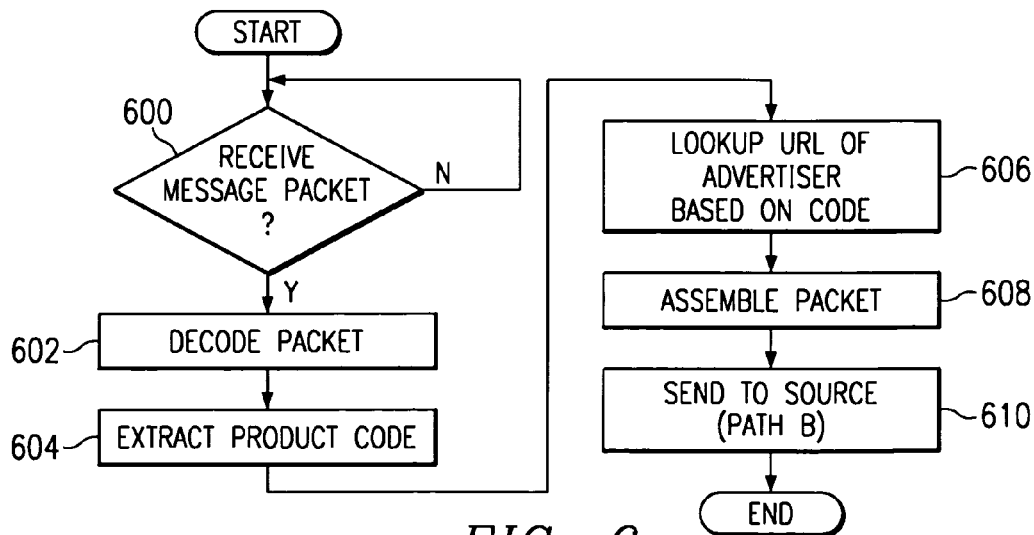 START
600
RECEIVE
MESSAGE PACKET
?
N
Y
602
DECODE PACKET
604
EXTRACT PRODUCT CODE
LOOKUP URL OF
ADVERTISER
BASED ON CODE
606
ASSEMBLE PACKET
608
SEND TO SOURCE
(PATH B)
610
END